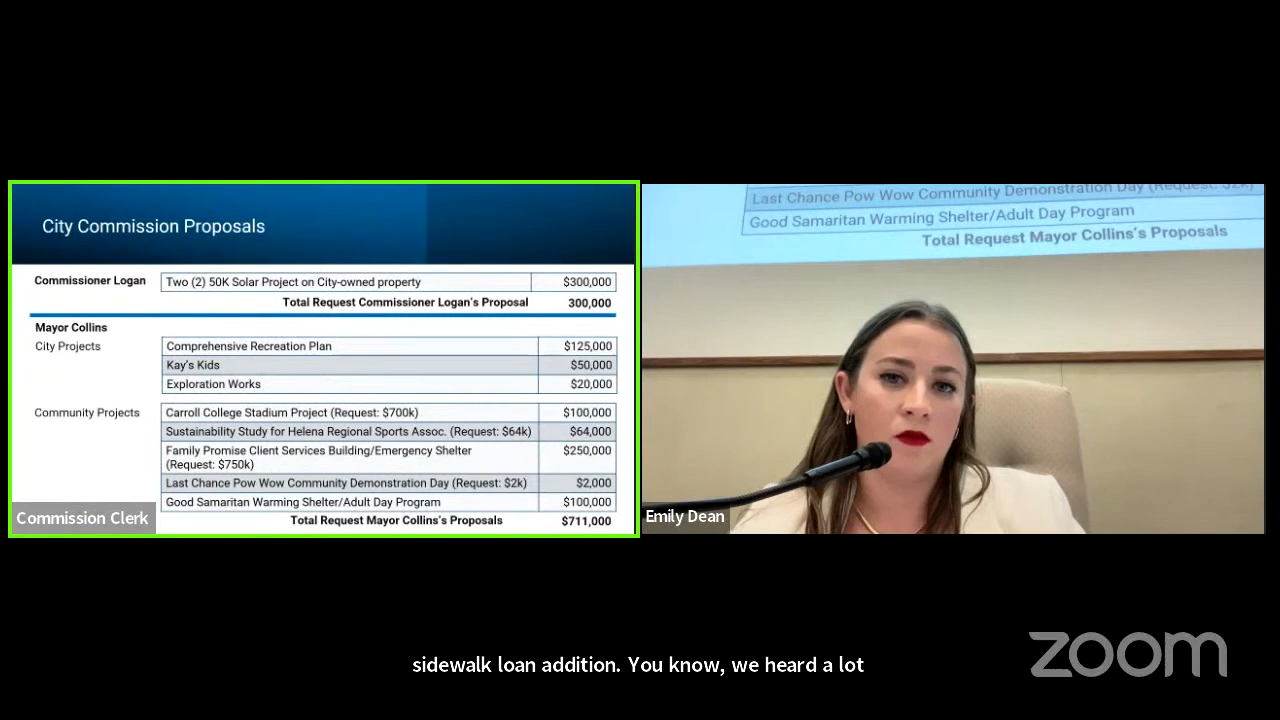 City Commission Proposals
Commissioner Logan
Two (2) 50K Solar Project on City-owned property $300,000
Total Request Commissioner Logan's Proposal 300,000
Mayor Collins
City Projects
Comprehensive Recreation Plan $125,000
Kay's Kids $50,000
Exploration Works $20,000
Community Projects
Carroll College Stadium Project (Request: $700k) $100,000
Sustainability Study for Helena Regional Sports Assoc. (Request: $64k) $64,000
Family Promise Client Services Building/Emergency Shelter
(Request: $750k) $250,000
Last Chance Pow Wow Community Demonstration Day (Request: $2k) $2,000
Good Samaritan Warming Shelter/Adult Day Program $100,000
Total Request Mayor Collins's Proposals $711,000
Commission Clerk
Last Chance Pow Wow Community Demonstration Day (Request: $2k)
Good Samaritan Warming Shelter/Adult Day Program
Total Request Mayor Collins's Proposals
Emily Dean
sidewalk loan addition. You know, we heard a lot
zoom